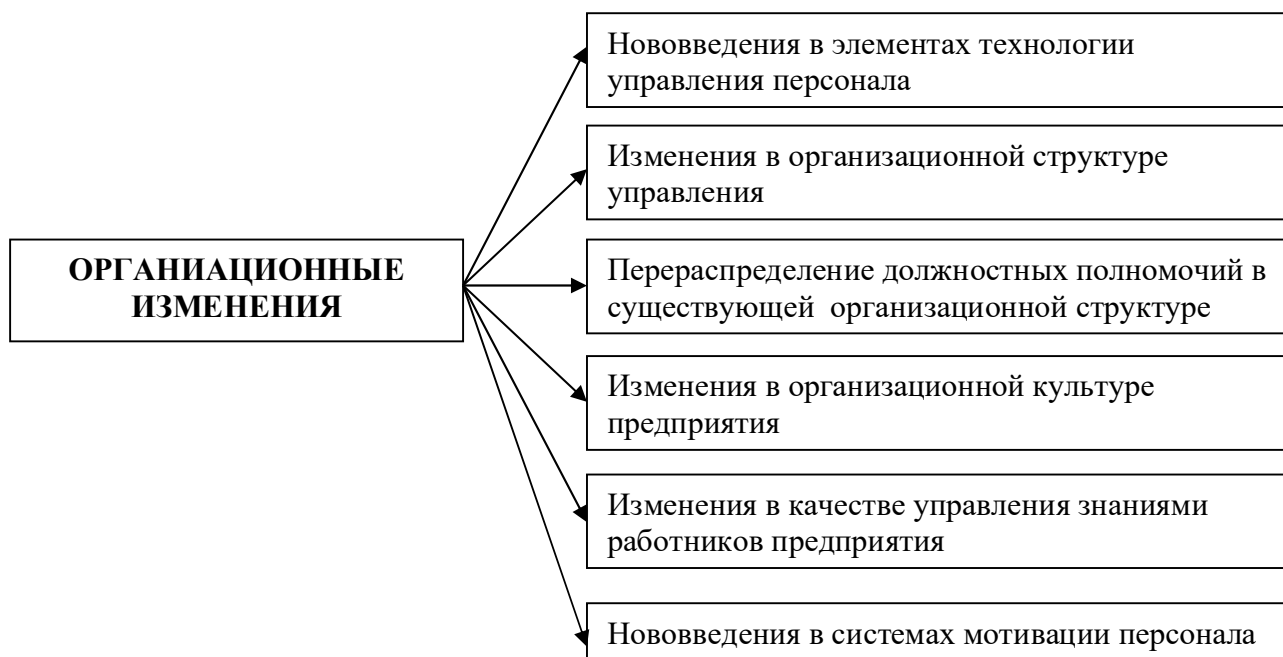 Нововведения в элементах технологии
управления персонала
Изменения в организационной структуре
управления
ОРГАНИАЦИОННЫЕ
ИЗМЕНЕНИЯ
Перераспределение должностных полномочий в
существующей  организационной структуре
Изменения в организационной культуре
предприятия
Изменения в качестве управления знаниями
работников предприятия
Нововведения в системах мотивации персонала